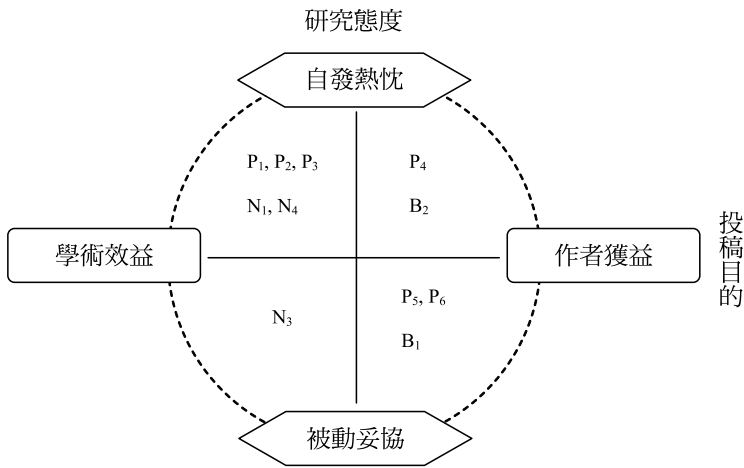 研究態度
自發熱忱
P₁, P₂, P₃
P₄
N₁, N₄
B₂
學術效益
作者獲益
投稿目的
P₅, P₆
N₃
B₁
被動妥協